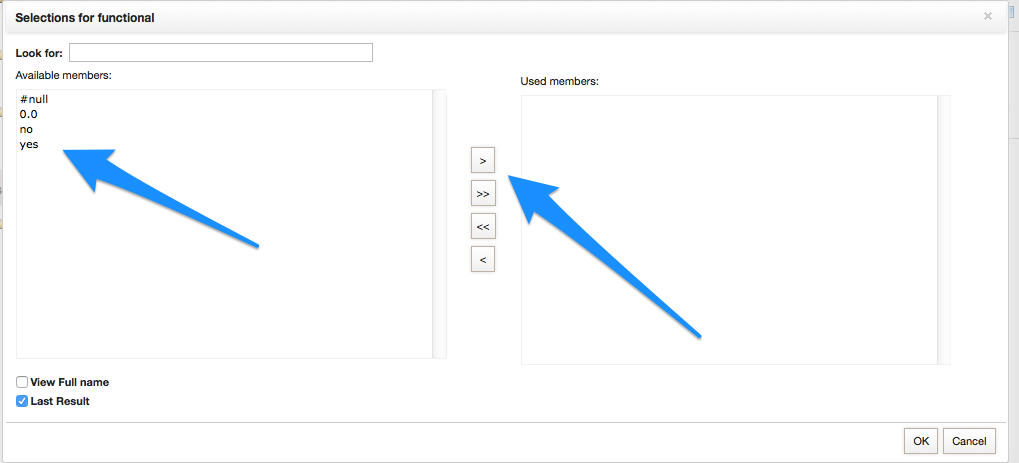 Selections for functional
×
Look for:
Available members:
Used members:
#null
0.0
no
yes
>
>>
<<
<
View Full name
Last Result
OK Cancel